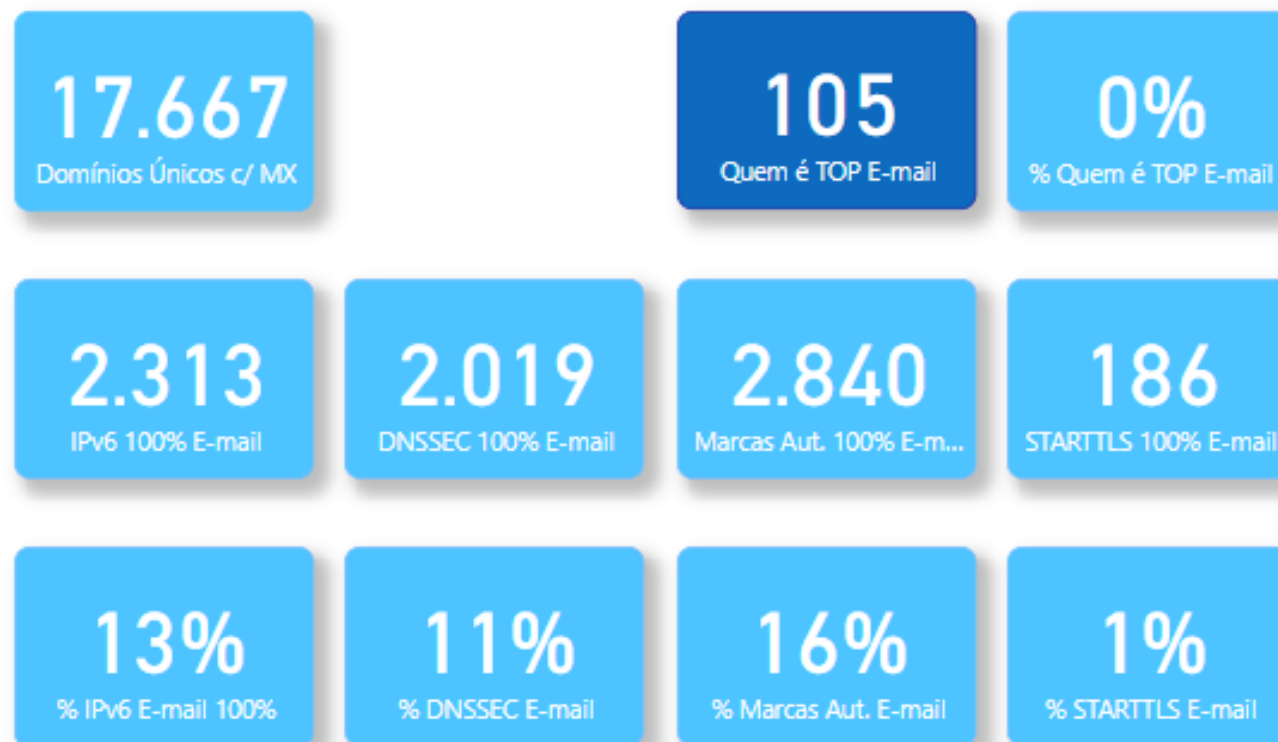 17.667
Domínios Únicos c/ MX
105
Quem é TOP E-mail
0%
% Quem é TOP E-mail
2.313
IPv6 100% E-mail
2.019
DNSSEC 100% E-mail
2.840
Marcas Aut. 100% E-m...
186
STARTTLS 100% E-mail
13%
% IPv6 E-mail 100%
11%
% DNSSEC E-mail
16%
% Marcas Aut. E-mail
1%
% STARTTLS E-mail